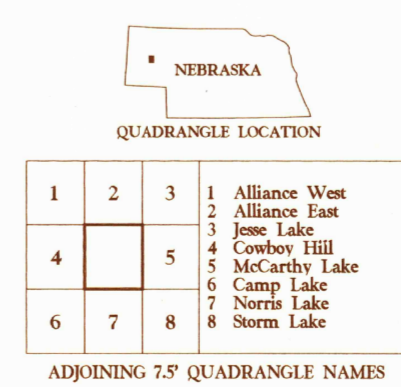 NEBRASKA
QUADRANGLE LOCATION
1 2 3
4 5
6 7 8
1 Alliance West
2 Alliance East
3 Jesse Lake
4 Cowboy Hill
5 McCarthy Lake
6 Camp Lake
7 Norris Lake
8 Storm Lake
ADJOINING 7.5' QUADRANGLE NAMES